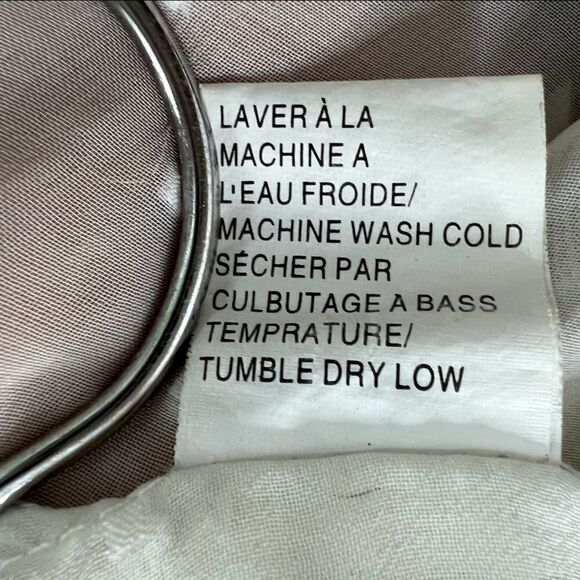 LAVER À LA
MACHINE A
L'EAU FROIDE/
MACHINE WASH COLD
SÉCHER PAR
CULBUTAGE A BASS
TEMPRATURE/
TUMBLE DRY LOW